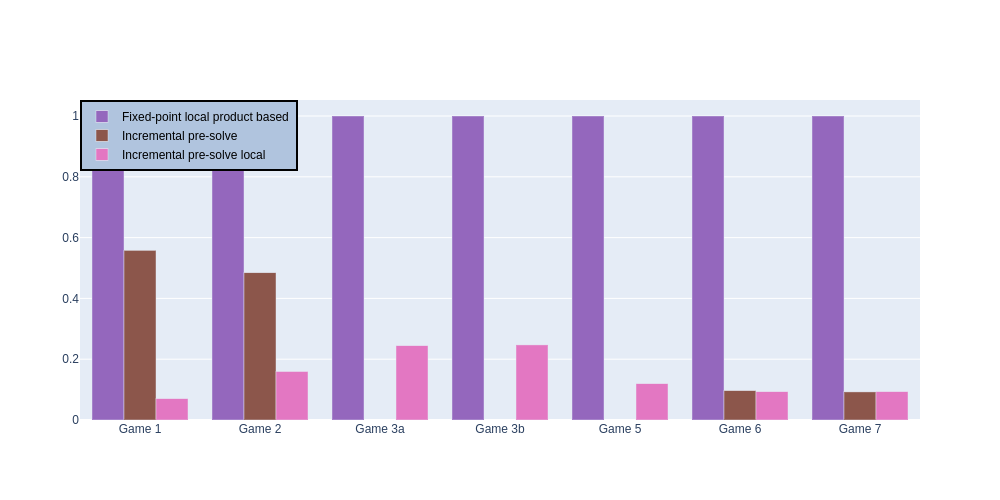 Fixed-point local product based
Incremental pre-solve
Incremental pre-solve local
1
0.8
0.6
0.4
0.2
0
Game 1 Game 2 Game 3a Game 3b Game 5 Game 6 Game 7